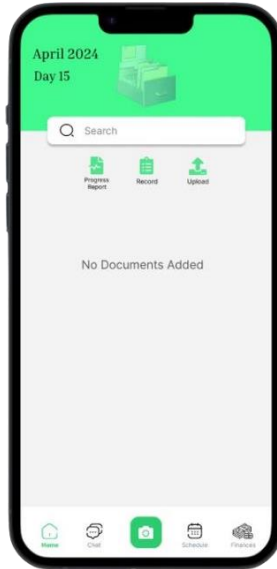 April 2024
Day 15
Search
Progress
Report
Record
Upload
No Documents Added
Home
Chat
Schedule
Finances